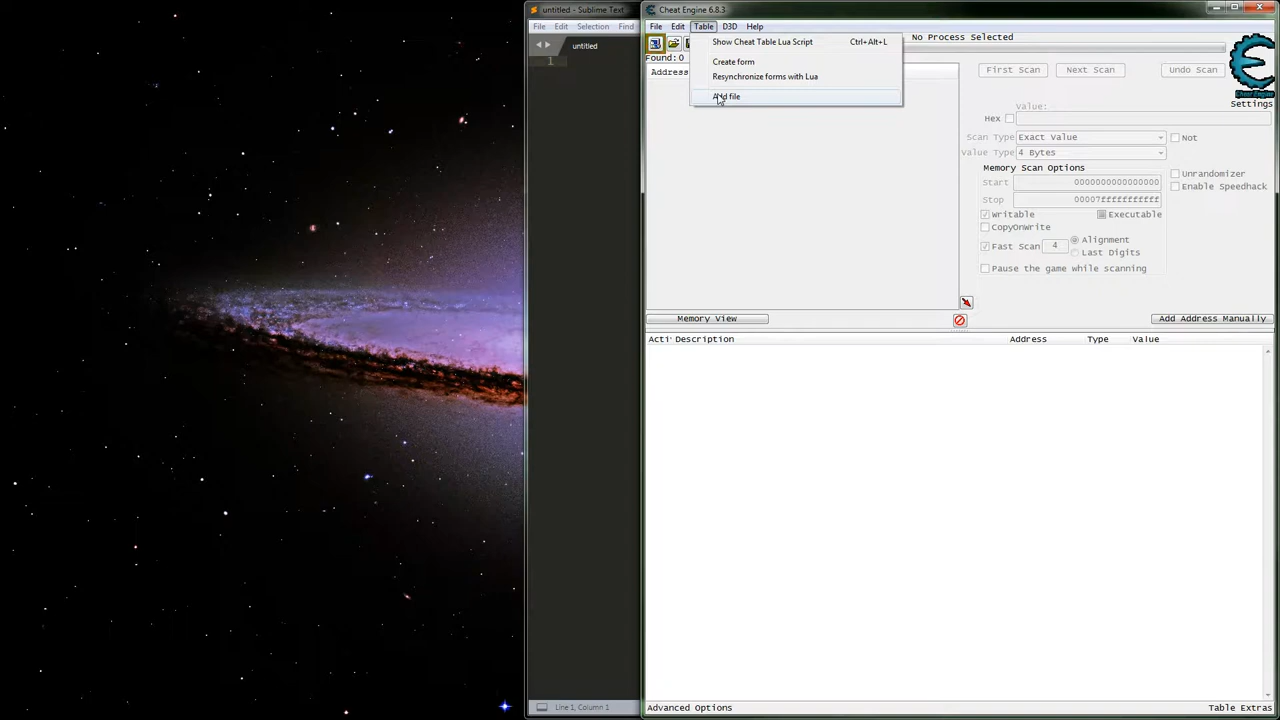 untitled - Sublime Text
File Edit Selection Find
untitled
1
Line 1, Column 1
Cheat Engine 6.8.3
File Edit Table D3D Help
No Process Selected
Show Cheat Table Lua Script Ctrl+Alt+L
Create form
Resynchronize forms with Lua
Add file
Found:0
Address
First Scan Next Scan Undo Scan
Cheat Engine
Settings
Value:
Hex
Scan Type Exact Value Not
Value Type 4 Bytes
Memory Scan Options
Unrandomizer
Start 0000000000000000
Enable Speedhack
Stop 00007fffffffffff
Writable Executable
CopyOnWrite
Fast Scan 4 Alignment
Last Digits
Pause the game while scanning
Memory View Add Address Manually
Acti Description Address Type Value
Advanced Options Table Extras